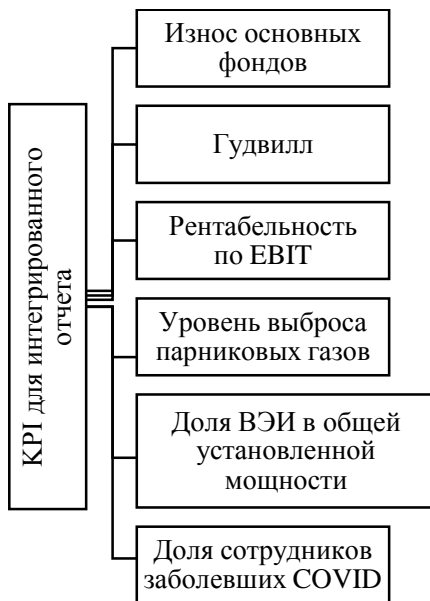 KPI для интегрированного
отчета
Износ основных
фондов
Гудвилл
Рентабельность
по EBIT
Уровень выброса
парниковых газов
Доля ВЭИ в общей
установленной
мощности
Доля сотрудников
заболевших COVID